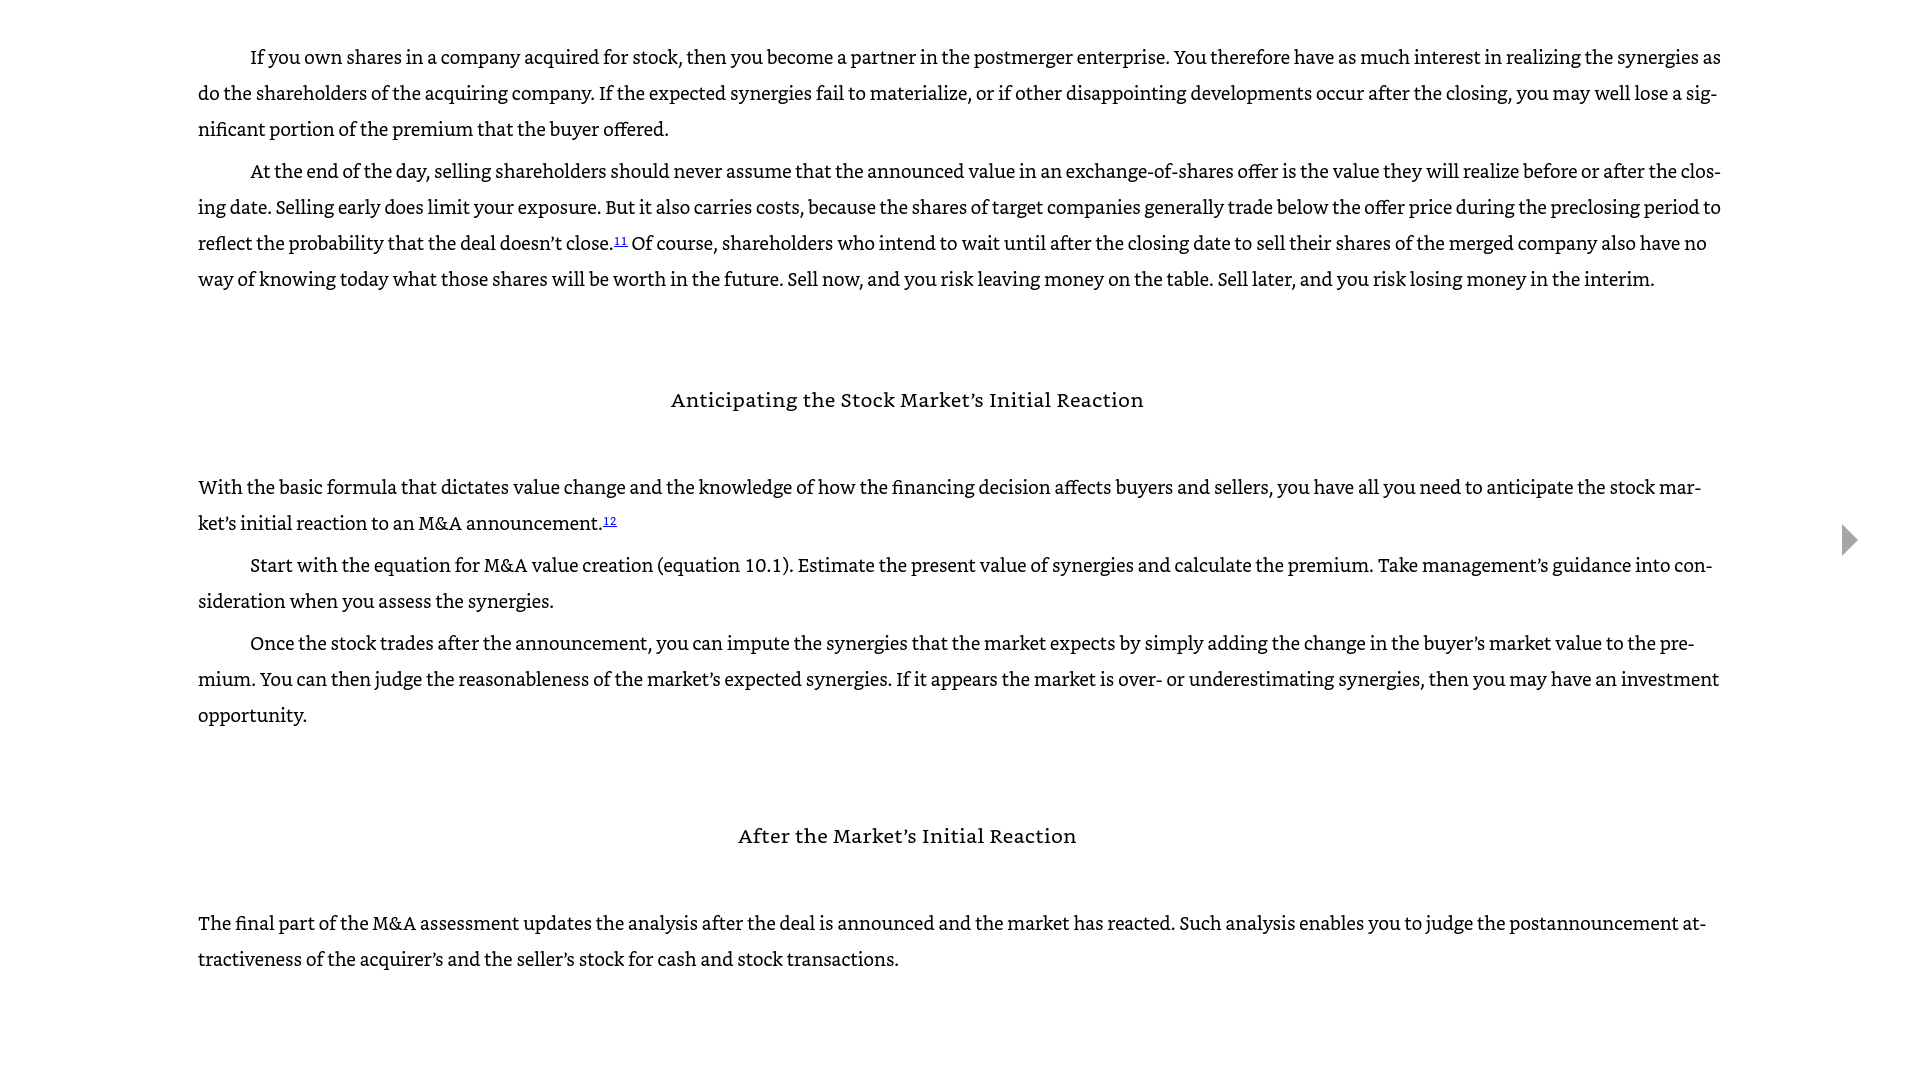 If you own shares in a company acquired for stock, then you become a partner in the postmerger enterprise. You therefore have as much interest in realizing the synergies as
do the shareholders of the acquiring company. If the expected synergies fail to materialize, or if other disappointing developments occur after the closing, you may well lose a sig-
nificant portion of the premium that the buyer offered.
At the end of the day, selling shareholders should never assume that the announced value in an exchange-of-shares offer is the value they will realize before or after the clos-
ing date. Selling early does limit your exposure. But it also carries costs, because the shares of target companies generally trade below the offer price during the preclosing period to
reflect the probability that the deal doesn’t close.11 Of course, shareholders who intend to wait until after the closing date to sell their shares of the merged company also have no
way of knowing today what those shares will be worth in the future. Sell now, and you risk leaving money on the table. Sell later, and you risk losing money in the interim.
Anticipating the Stock Market’s Initial Reaction
With the basic formula that dictates value change and the knowledge of how the financing decision affects buyers and sellers, you have all you need to anticipate the stock mar-
ket’s initial reaction to an M&A announcement.12
Start with the equation for M&A value creation (equation 10.1). Estimate the present value of synergies and calculate the premium. Take management’s guidance into con-
sideration when you assess the synergies.
Once the stock trades after the announcement, you can impute the synergies that the market expects by simply adding the change in the buyer’s market value to the pre-
mium. You can then judge the reasonableness of the market’s expected synergies. If it appears the market is over- or underestimating synergies, then you may have an investment
opportunity.
After the Market’s Initial Reaction
The final part of the M&A assessment updates the analysis after the deal is announced and the market has reacted. Such analysis enables you to judge the postannouncement at-
tractiveness of the acquirer’s and the seller’s stock for cash and stock transactions.